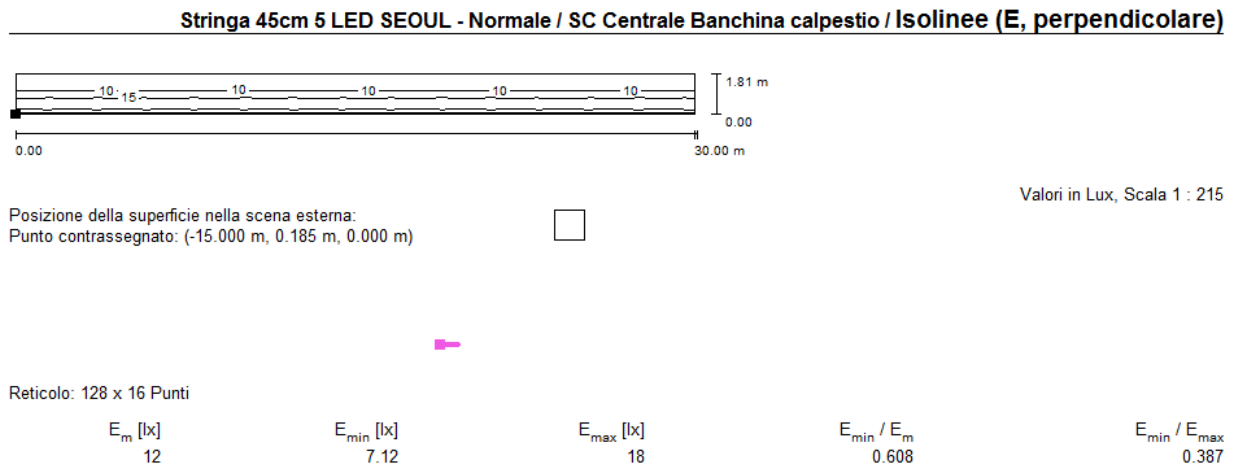 Stringa 45cm 5 LED SEOUL - Normale / SC Centrale Banchina calpestio / Isolinee (E, perpendicolare)
10 10 10 10 10
15
1.81 m
0.00
0.00 30.00 m
Valori in Lux, Scala 1 : 215
Posizione della superficie nella scena esterna:
Punto contrassegnato: (-15.000 m, 0.185 m, 0.000 m)
Reticolo: 128 x 16 Punti
Em [lx] Emin [lx] Emax [lx] Emin / Em Emin / Emax
12 7.12 18 0.608 0.387